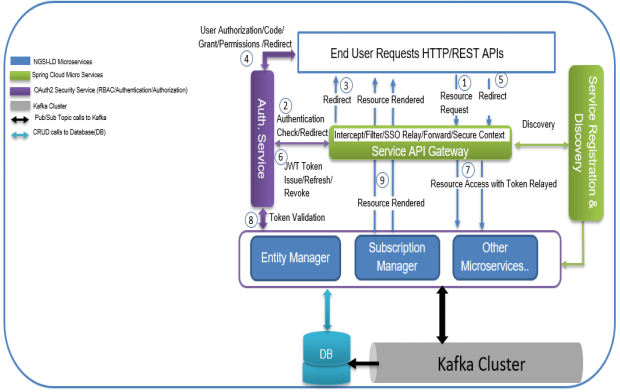 User Authorization/Code/
Grant/Permissions /Redirect
4
End User Requests HTTP/REST APIs
NGSI-LD Microservices
Spring Cloud Micro Services
OAuth2 Security Service (RBAC/Authentication/Authorization)
Kafka Cluster
Pub/Sub Topic calls to Kafka
CRUD calls to Database(DB)
Auth. Service
3
Redirect
Resource Rendered
1
Resource
Request
5
Redirect
2
Authentication
Check/Redirect
Intercept/Filter/SSO Relay/Forward/Secure Context
Service API Gateway
Discovery
Service Registration &
Discovery
6
JWT Token
Issue/Refresh/
Revoke
9
Resource Rendered
7
Resource Access with Token Relayed
8
Token Validation
Entity Manager
Subscription
Manager
Other
Microservices..
DB
Kafka Cluster